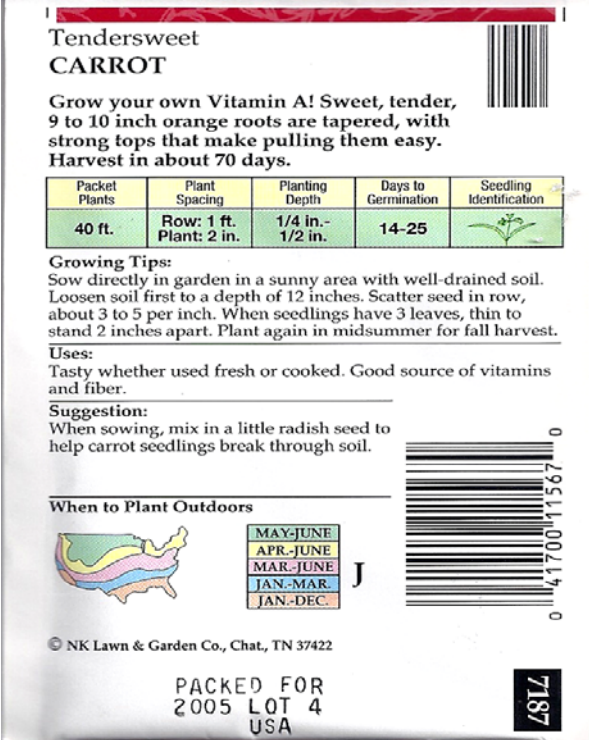 Tendersweet
CARROT
Grow your own Vitamin A! Sweet, tender,
9 to 10 inch orange roots are tapered, with
strong tops that make pulling them easy.
Harvest in about 70 days.
Packet Plants | Plant Spacing | Planting Depth | Days to Germination | Seedling Identification
40 ft. | Row: 1 ft. Plant: 2 in. | 1/4 in.- 1/2 in. | 14-25
Growing Tips:
Sow directly in garden in a sunny area with well-drained soil.
Loosen soil first to a depth of 12 inches. Scatter seed in row,
about 3 to 5 per inch. When seedlings have 3 leaves, thin to
stand 2 inches apart. Plant again in midsummer for fall harvest.
Uses:
Tasty whether used fresh or cooked. Good source of vitamins
and fiber.
Suggestion:
When sowing, mix in a little radish seed to
help carrot seedlings break through soil.
When to Plant Outdoors
MAY-JUNE
APR.-JUNE
MAR.-JUNE
JAN.-MAR.
JAN.-DEC.
J
0 41700 11567 0
© NK Lawn & Garden Co., Chat., TN 37422
PACKED FOR
2005 LOT 4
USA
7187